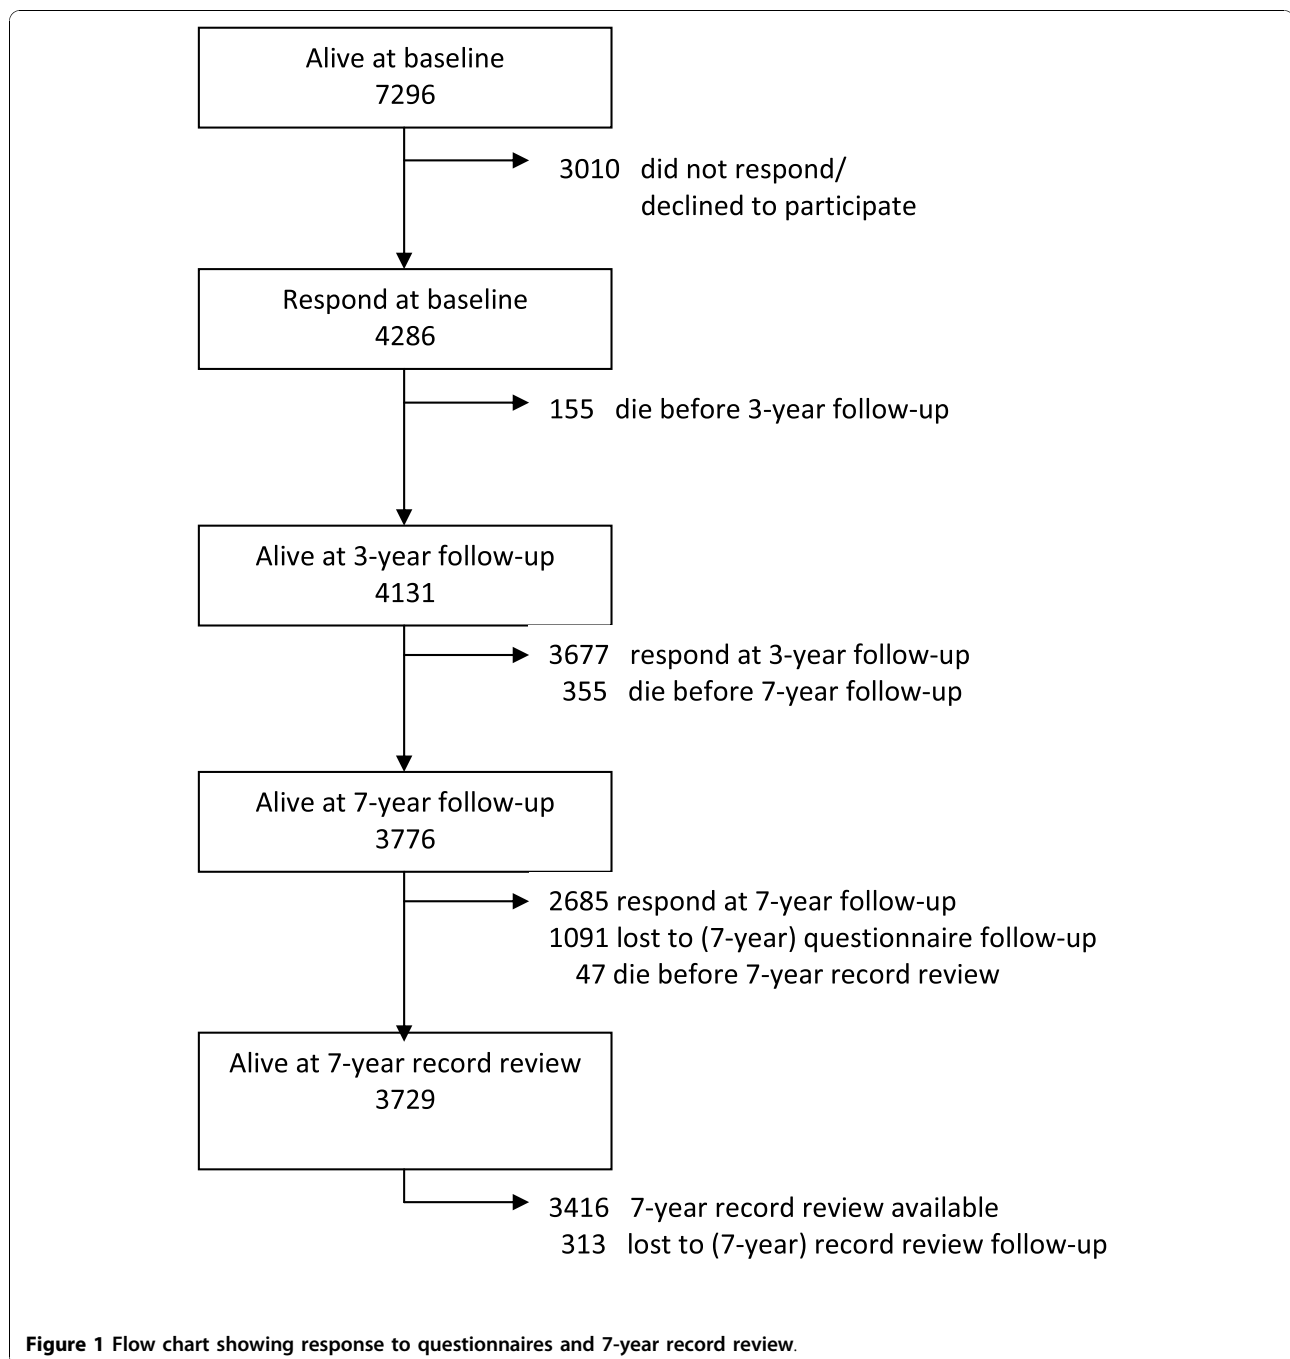 Alive at baseline
7296
3010 did not respond/
declined to participate
Respond at baseline
4286
155 die before 3-year follow-up
Alive at 3-year follow-up
4131
3677 respond at 3-year follow-up
355 die before 7-year follow-up
Alive at 7-year follow-up
3776
2685 respond at 7-year follow-up
1091 lost to (7-year) questionnaire follow-up
47 die before 7-year record review
Alive at 7-year record review
3729
3416 7-year record review available
313 lost to (7-year) record review follow-up
Figure 1 Flow chart showing response to questionnaires and 7-year record review.